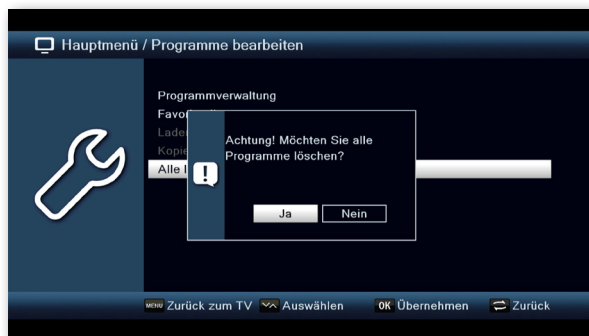 Hauptmenü / Programme bearbeiten
Programmverwaltung
Achtung! Möchten Sie alle
Programme löschen?
Alle
Ja Nein
MENU Zurück zum TV Auswählen OK Übernehmen Zurück